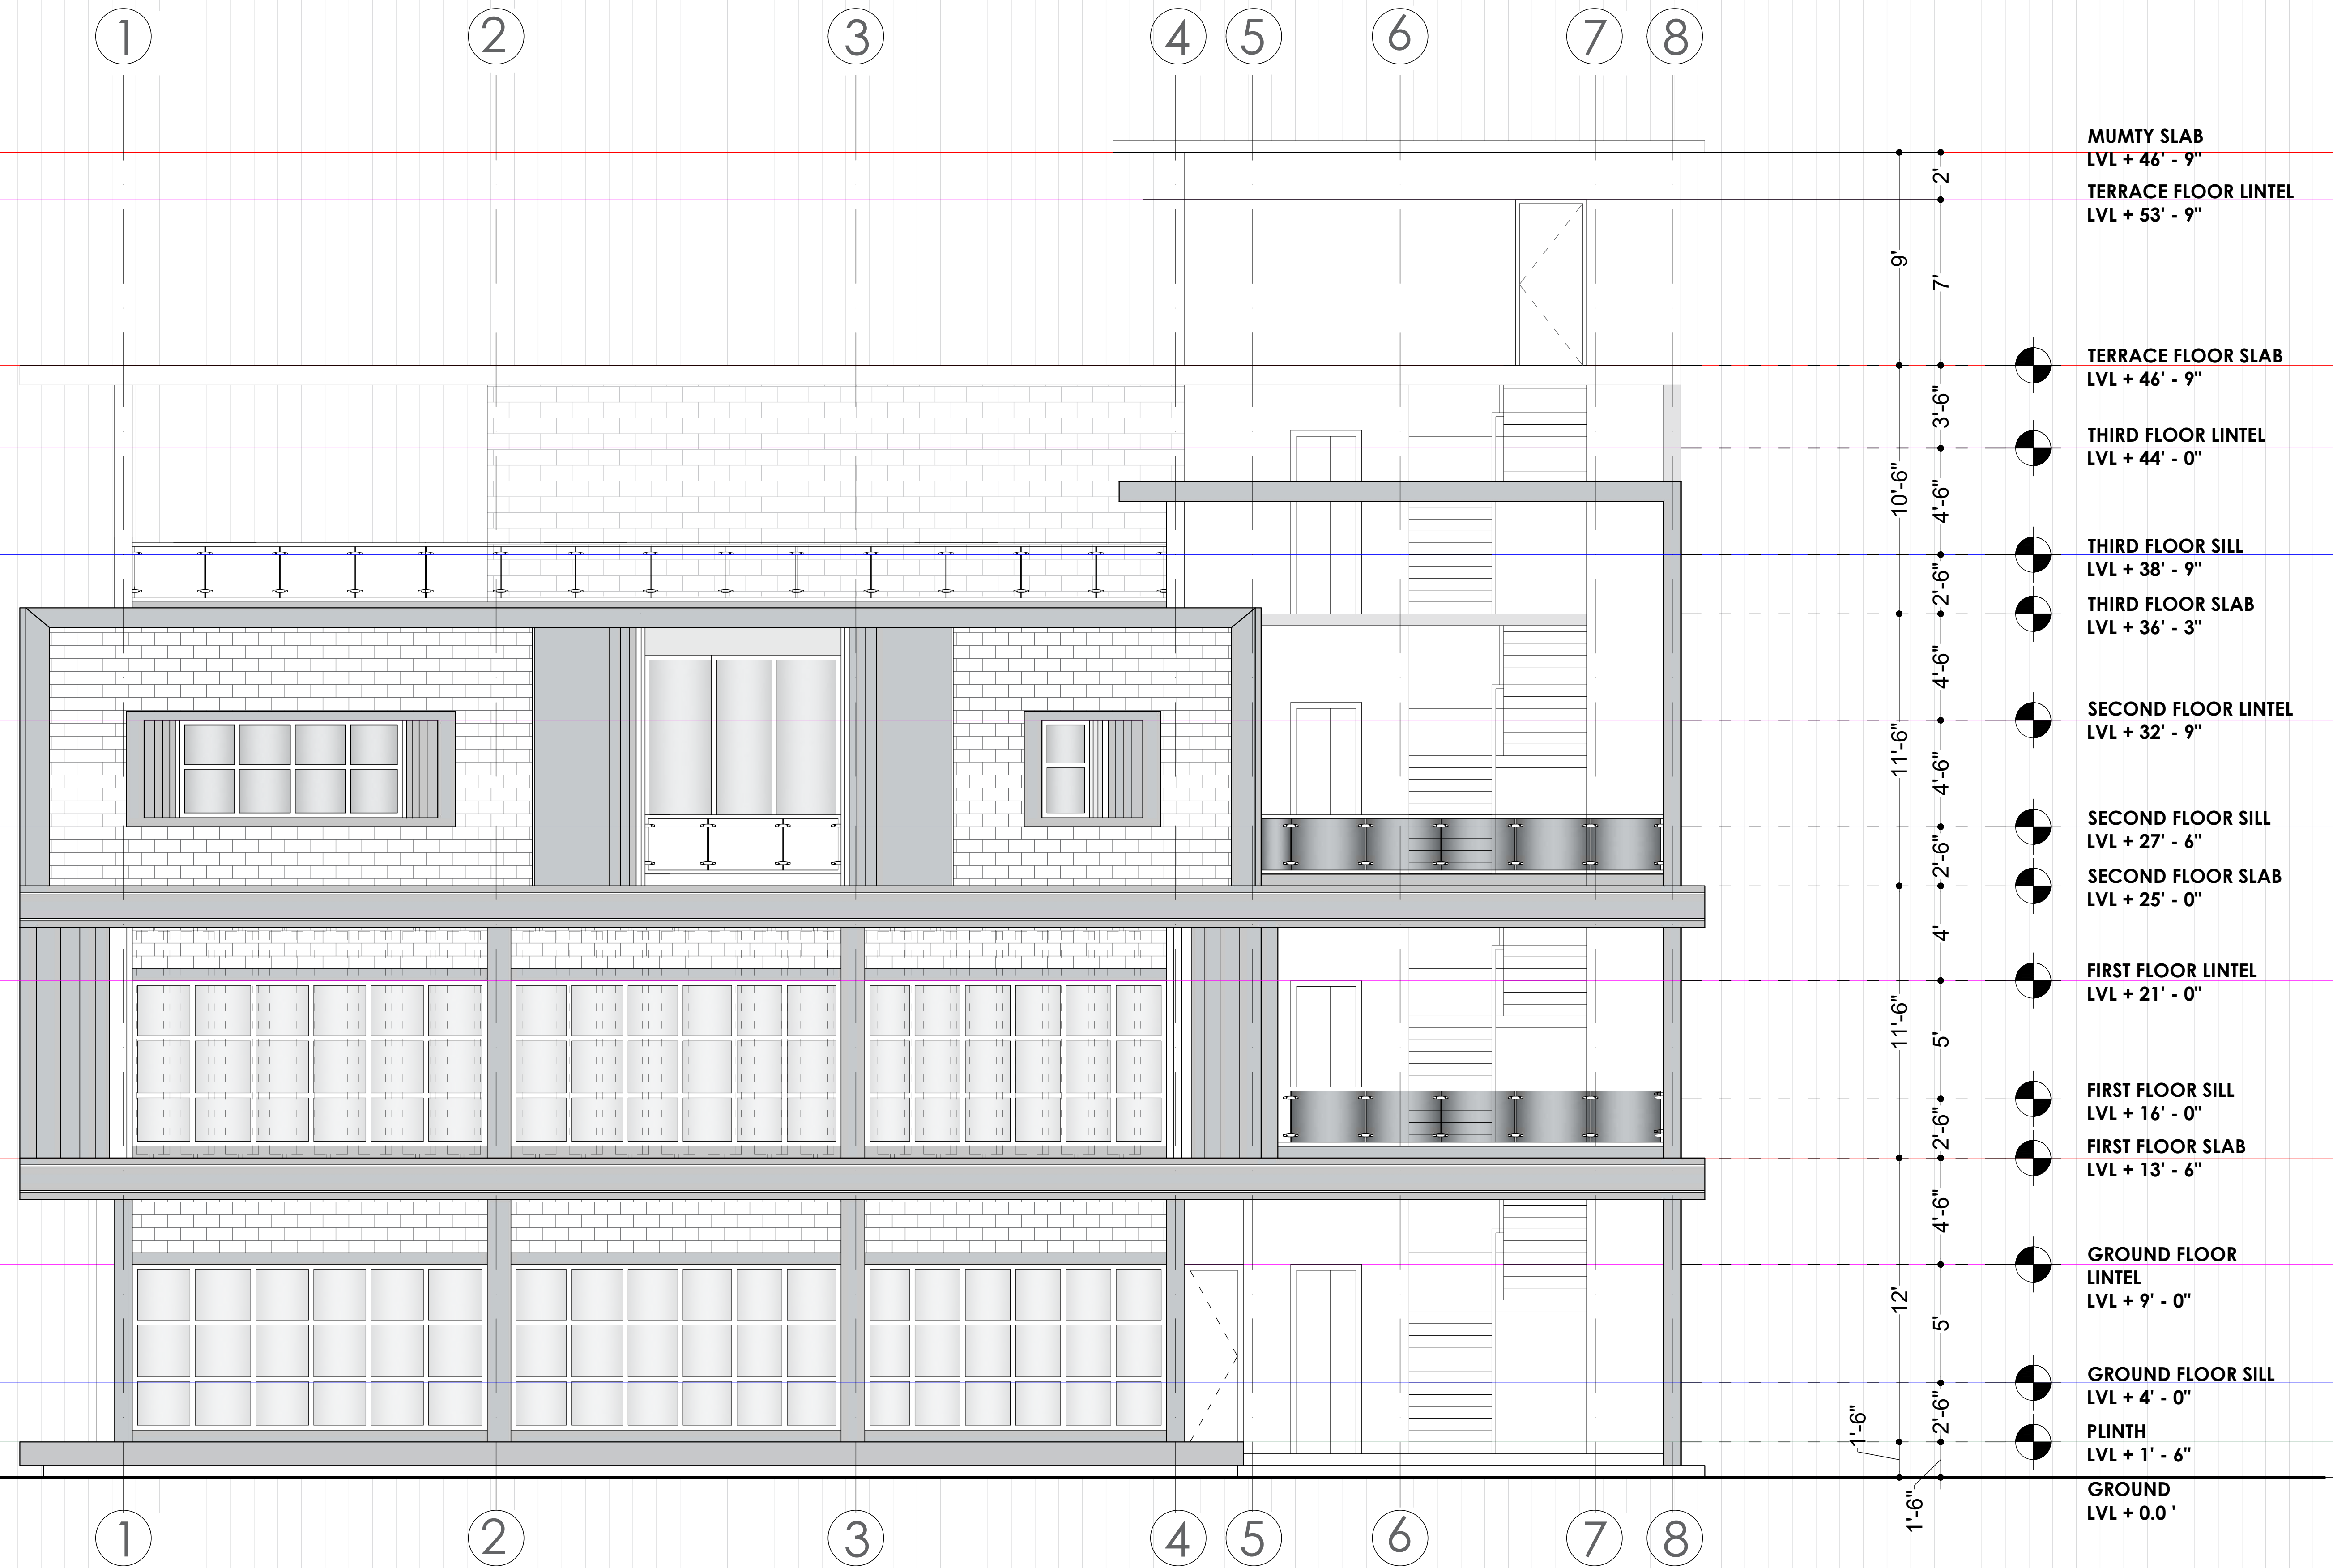 1 2 3 4 5 6 7 8
MUMTY SLAB
LVL + 46' - 9"
2'
TERRACE FLOOR LINTEL
LVL + 53' - 9"
9'
7'
TERRACE FLOOR SLAB
LVL + 46' - 9"
3'-6"
THIRD FLOOR LINTEL
LVL + 44' - 0"
10'-6"
4'-6"
THIRD FLOOR SILL
LVL + 38' - 9"
2'-6"
THIRD FLOOR SLAB
LVL + 36' - 3"
4'-6"
SECOND FLOOR LINTEL
LVL + 32' - 9"
11'-6"
4'-6"
SECOND FLOOR SILL
LVL + 27' - 6"
2'-6"
SECOND FLOOR SLAB
LVL + 25' - 0"
4'
FIRST FLOOR LINTEL
LVL + 21' - 0"
11'-6"
5'
FIRST FLOOR SILL
LVL + 16' - 0"
2'-6"
FIRST FLOOR SLAB
LVL + 13' - 6"
4'-6"
GROUND FLOOR
LINTEL
LVL + 9' - 0"
12'
5'
GROUND FLOOR SILL
LVL + 4' - 0"
2'-6"
1'-6"
PLINTH
LVL + 1' - 6"
1'-6"
GROUND
LVL + 0.0 '
1 2 3 4 5 6 7 8